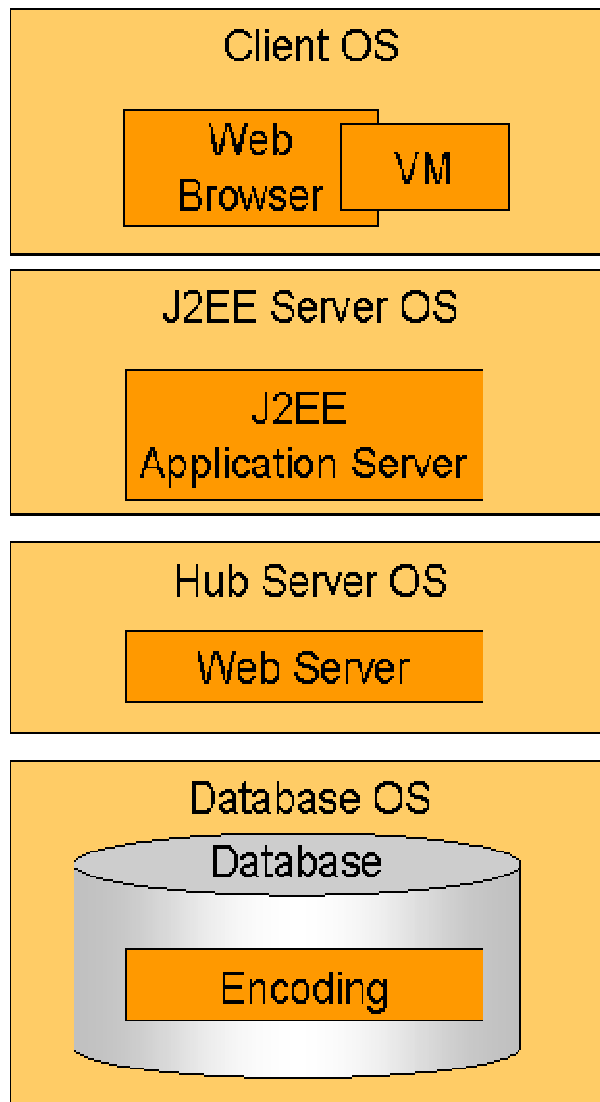 Client OS
Web
Browser
VM
J2EE Server OS
J2EE
Application Server
Hub Server OS
Web Server
Database OS
Database
Encoding